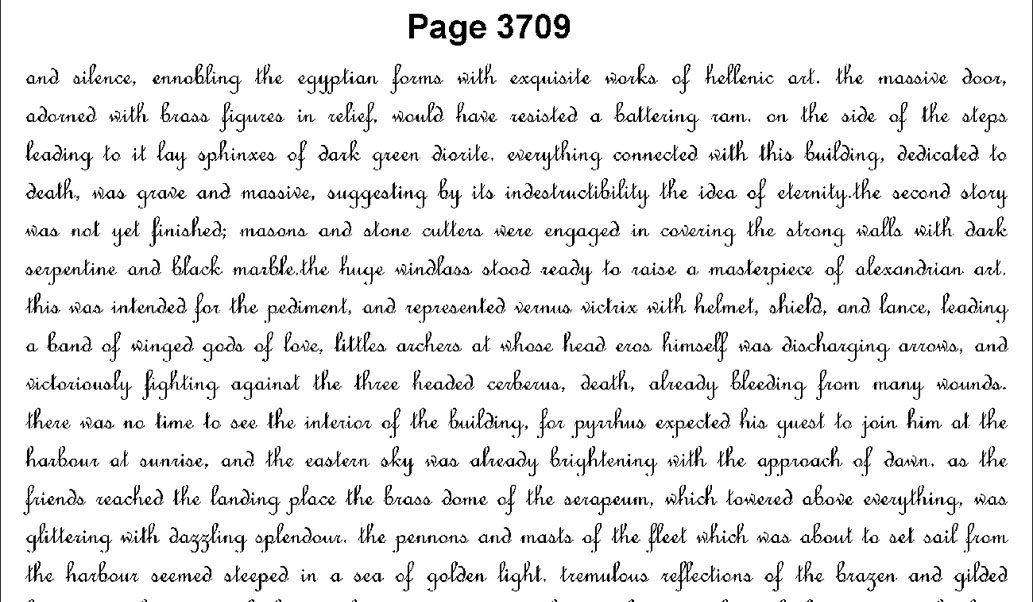 Page 3709
and silence, ennobling the egyptian forms with exquisite works of hellenic art. the massive door,
adorned with brass figures in relief, would have resisted a battering ram. on the side of the steps
leading to it lay sphinxes of dark green diorite. everything connected with this building, dedicated to
death, was grave and massive, suggesting by its indestructibility the idea of eternity.the second story
was not yet finished; masons and stone cutters were engaged in covering the strong walls with dark
serpentine and black marble.the huge windlass stood ready to raise a masterpiece of alexandrian art.
this was intended for the pediment, and represented vernus victrix with helmet, shield, and lance, leading
a band of winged gods of love, littles archers at whose head eros himself was discharging arrows, and
victoriously fighting against the three headed cerberus, death, already bleeding from many wounds.
there was no time to see the interior of the building, for pyrrhus expected his guest to join him at the
harbour at sunrise, and the eastern sky was already brightening with the approach of dawn. as the
friends reached the landing place the brass dome of the serapeum, which towered above everything, was
glittering with dazzling splendour. the pennons and masts of the fleet which was about to set sail from
the harbour seemed steeped in a sea of golden light. tremulous reflections of the brazen and gilded